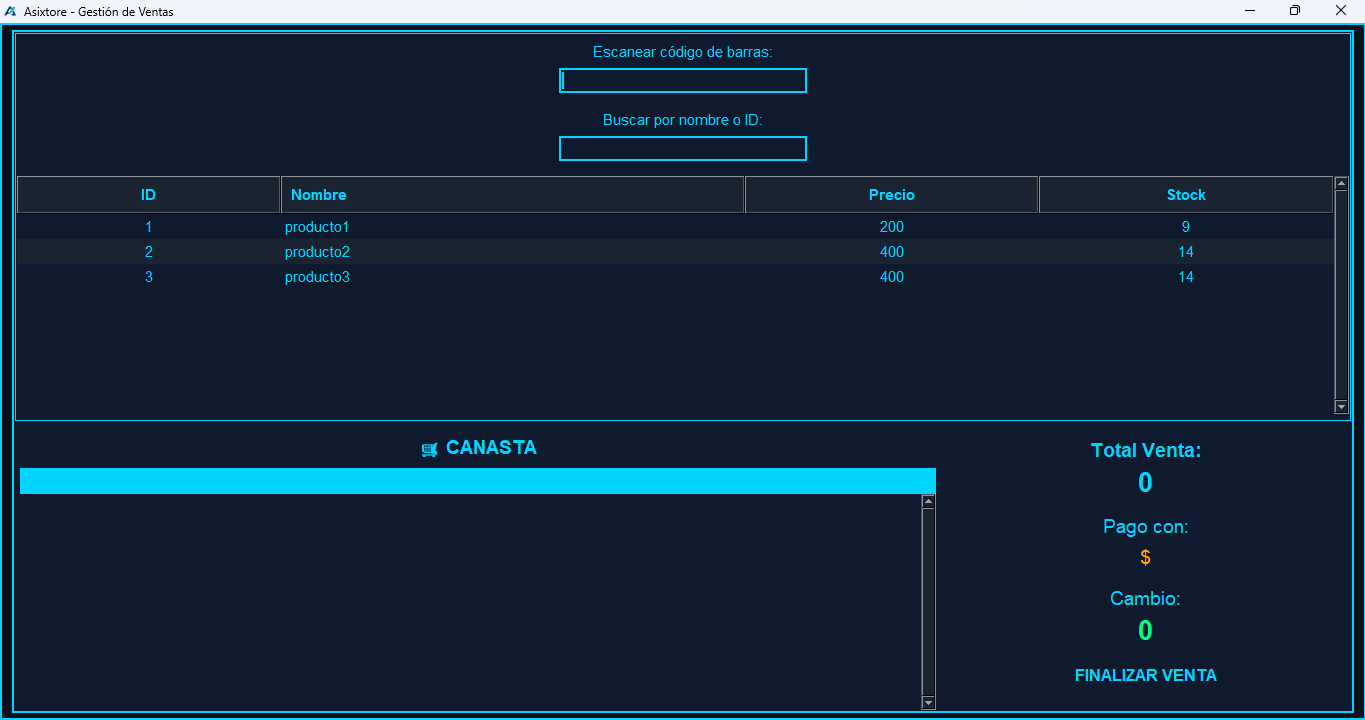 Asixtore - Gestión de Ventas
Escanear código de barras:
Buscar por nombre o ID:
ID Nombre Precio Stock
1 producto1 200 9
2 producto2 400 14
3 producto3 400 14
CANASTA
Total Venta:
0
Pago con:
$
Cambio:
0
FINALIZAR VENTA